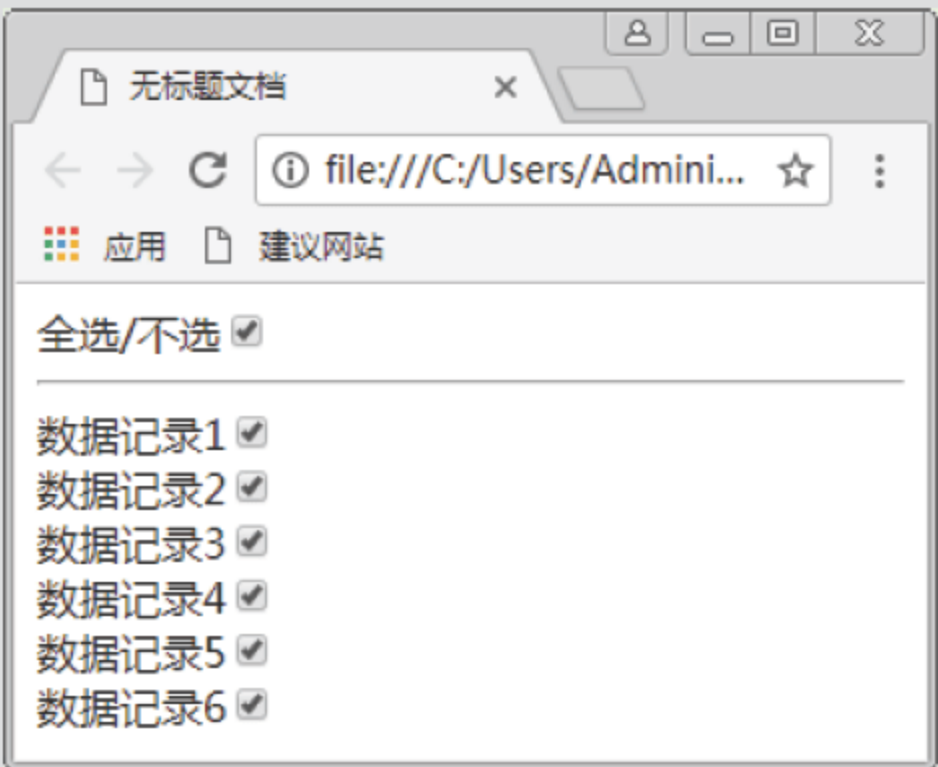 无标题文档
file:///C:/Users/Admini...
应用 建议网站
全选/不选
数据记录1
数据记录2
数据记录3
数据记录4
数据记录5
数据记录6